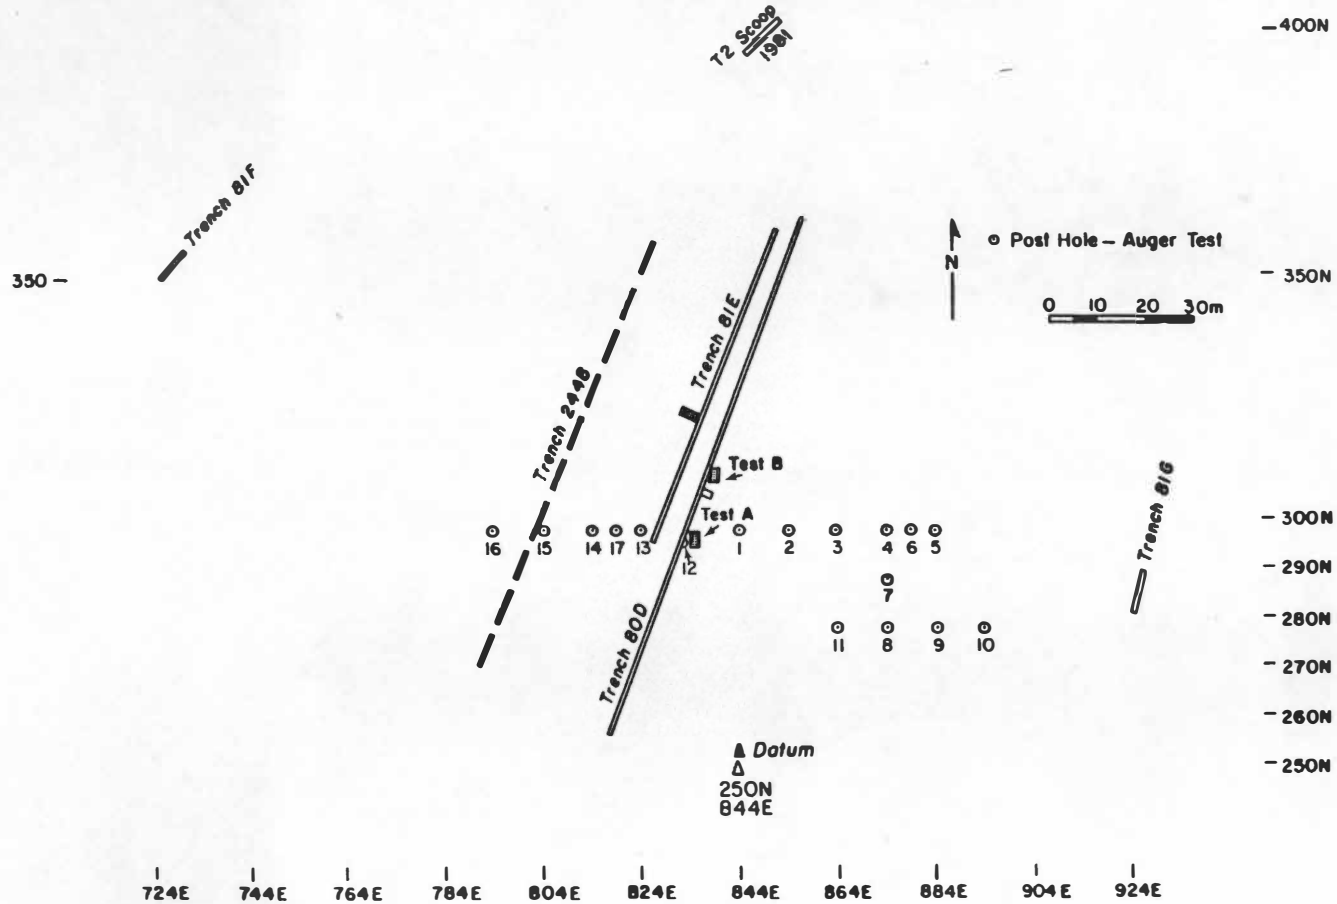 T2 Scoop
1981
400N
Trench 81F
350
N
Post Hole – Auger Test
350N
0 10 20 30m
Trench 81E
Trench 244B
Test B
Trench 81G
Test A
300N
16 15 14 17 13 1 2 3 4 6 5
12
290N
7
280N
Trench 80D
11 8 9 10
270N
260N
Datum
250N
250N
844E
724E 744E 764E 784E 804E 824E 844E 864E 884E 904E 924E